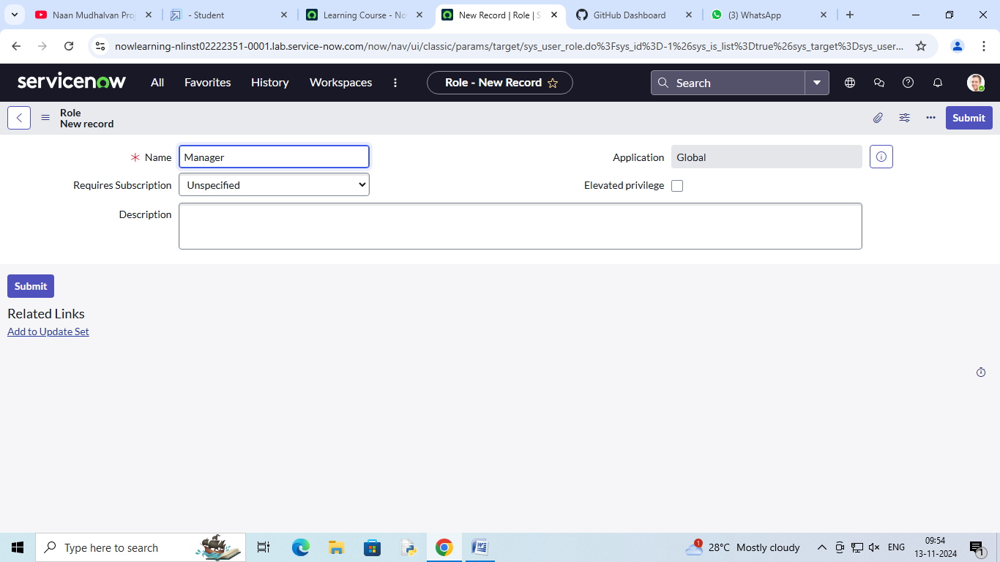 Naan Mudhalvan Proj
- Student
Learning Course - No
New Record | Role | S
GitHub Dashboard
(3) WhatsApp
nowlearning-nlinst02222351-0001.lab.service-now.com/now/nav/ui/classic/params/target/sys_user_role.do%3Fsys_id%3D-1%26sys_is_list%3Dtrue%26sys_target%3Dsys_user...
servicenow
All
Favorites
History
Workspaces
Role - New Record
Search
Role
New record
Submit
Name
Manager
Application
Global
Requires Subscription
Unspecified
Elevated privilege
Description
Submit
Related Links
Add to Update Set
Type here to search
1
28°C Mostly cloudy
ENG
09:54
13-11-2024
1